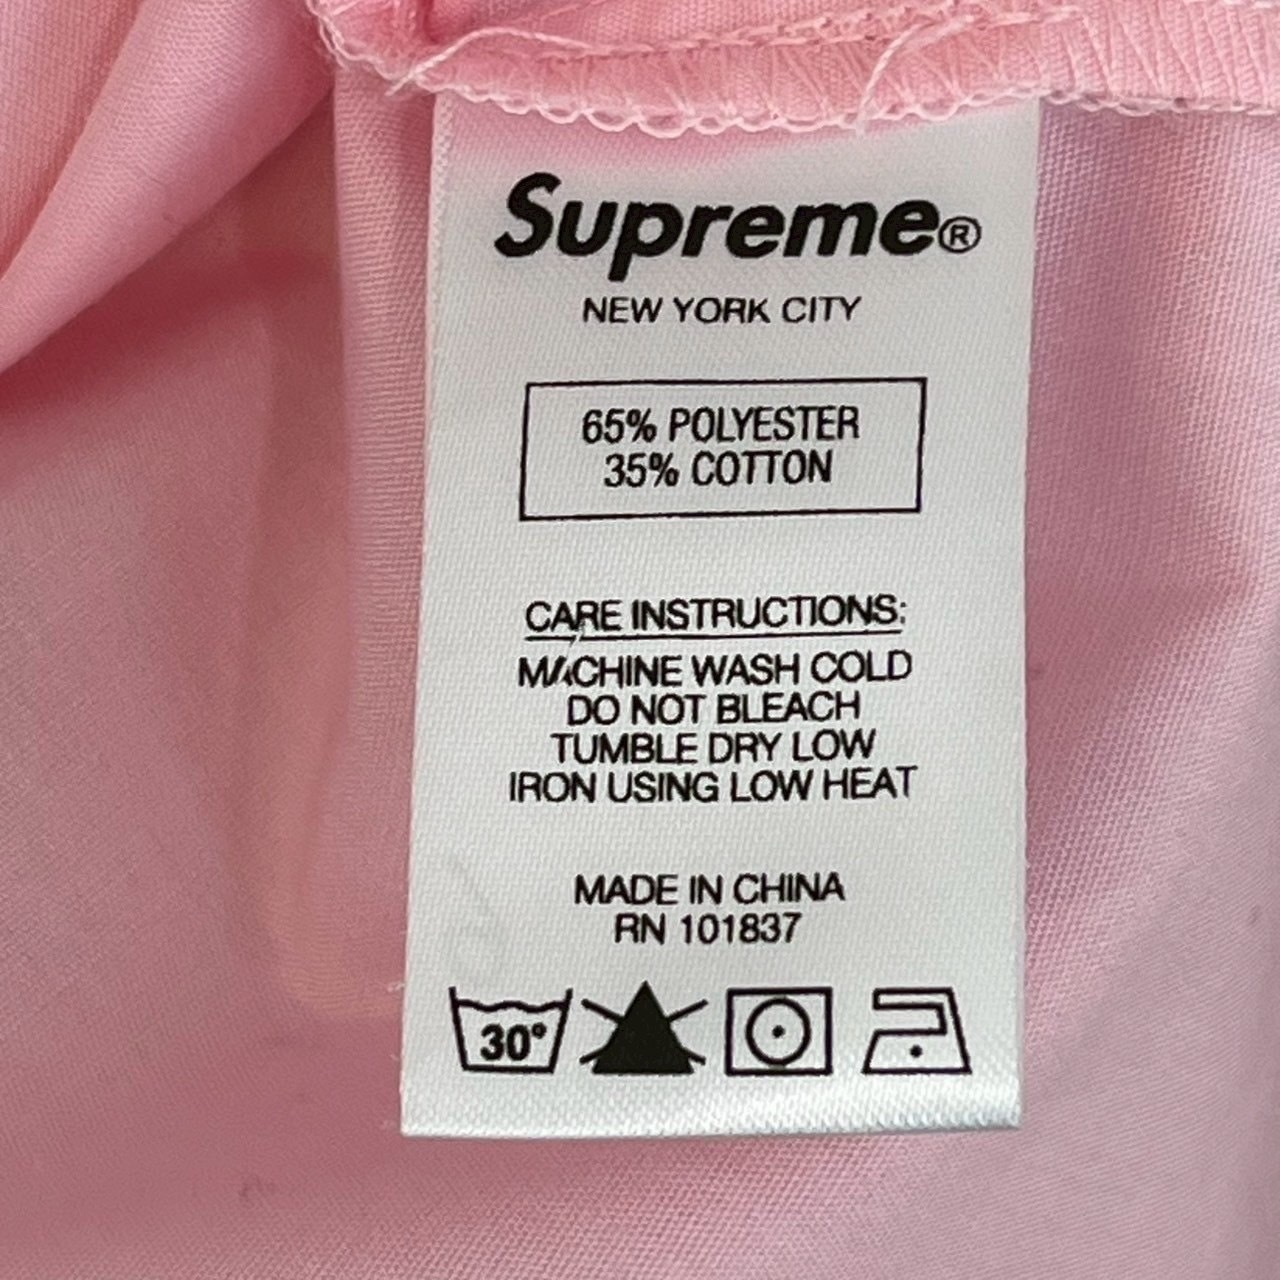 Supreme®
NEW YORK CITY
65% POLYESTER
35% COTTON
CARE INSTRUCTIONS:
MACHINE WASH COLD
DO NOT BLEACH
TUMBLE DRY LOW
IRON USING LOW HEAT
MADE IN CHINA
RN 101837
30°